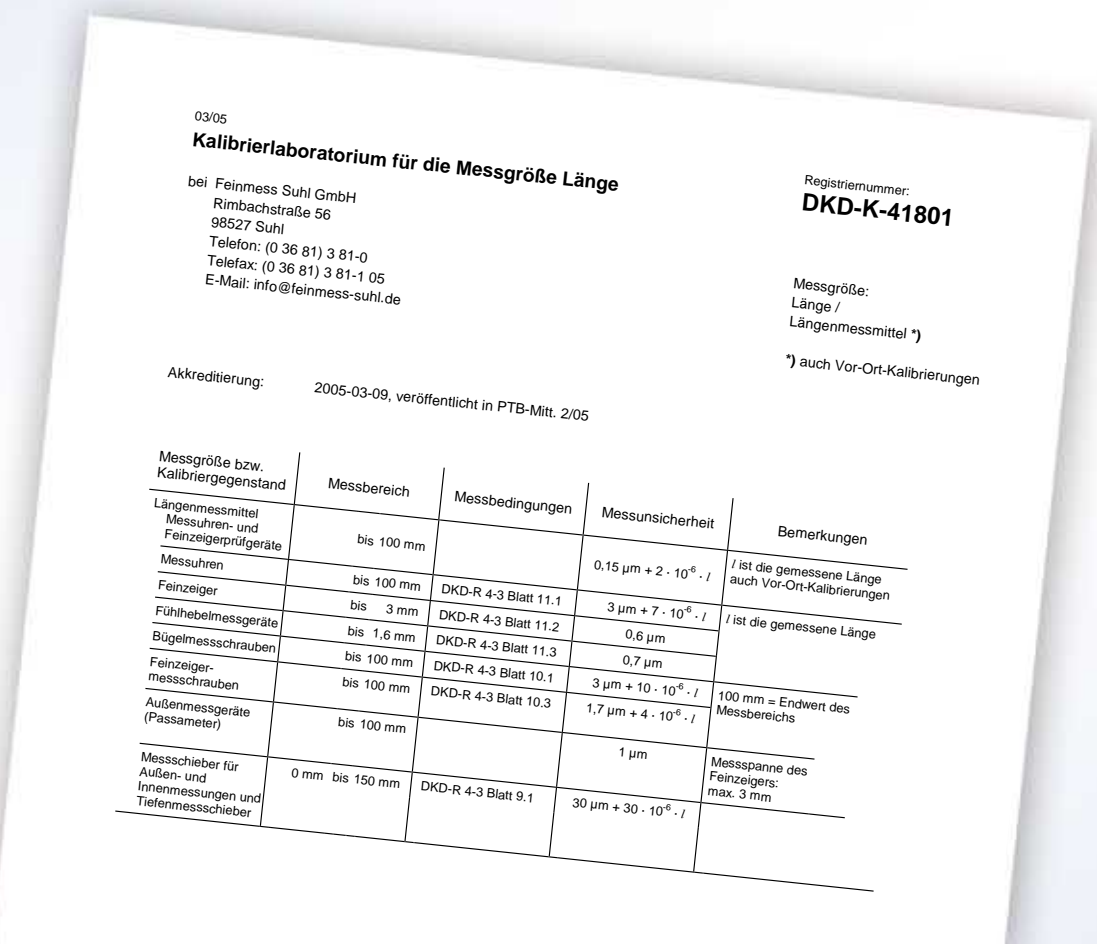 03/05
Kalibrierlaboratorium für die Messgröße Länge
bei Feinmess Suhl GmbH
Rimbachstraße 56
98527 Suhl
Telefon: (0 36 81) 3 81-0
Telefax: (0 36 81) 3 81-1 05
E-Mail: info@feinmess-suhl.de
Registriernummer:
DKD-K-41801
Messgröße:
Länge /
Längenmessmittel *)
*) auch Vor-Ort-Kalibrierungen
Akkreditierung: 2005-03-09, veröffentlicht in PTB-Mitt. 2/05
Messgröße bzw.
Kalibriergegenstand
Messbereich
Messbedingungen
Messunsicherheit
Bemerkungen
Längenmessmittel
Messuhren- und
Feinzeigerprüfgeräte
bis 100 mm
0,15 µm + 2 · 10⁻⁶ · l
l ist die gemessene Länge
auch Vor-Ort-Kalibrierungen
Messuhren
bis 100 mm
DKD-R 4-3 Blatt 11.1
3 µm + 7 · 10⁻⁶ · l
l ist die gemessene Länge
Feinzeiger
bis 3 mm
DKD-R 4-3 Blatt 11.2
0,6 µm
Fühlhebelmessgeräte
bis 1,6 mm
DKD-R 4-3 Blatt 11.3
0,7 µm
Bügelmessschrauben
bis 100 mm
DKD-R 4-3 Blatt 10.1
3 µm + 10 · 10⁻⁶ · l
100 mm = Endwert des
Messbereichs
Feinzeiger-
messschrauben
bis 100 mm
DKD-R 4-3 Blatt 10.3
1,7 µm + 4 · 10⁻⁶ · l
Außenmessgeräte
(Passameter)
bis 100 mm
1 µm
Messspanne des
Feinzeigers:
max. 3 mm
Messschieber für
Außen- und
Innenmessungen und
Tiefenmessschieber
0 mm bis 150 mm
DKD-R 4-3 Blatt 9.1
30 µm + 30 · 10⁻⁶ · l